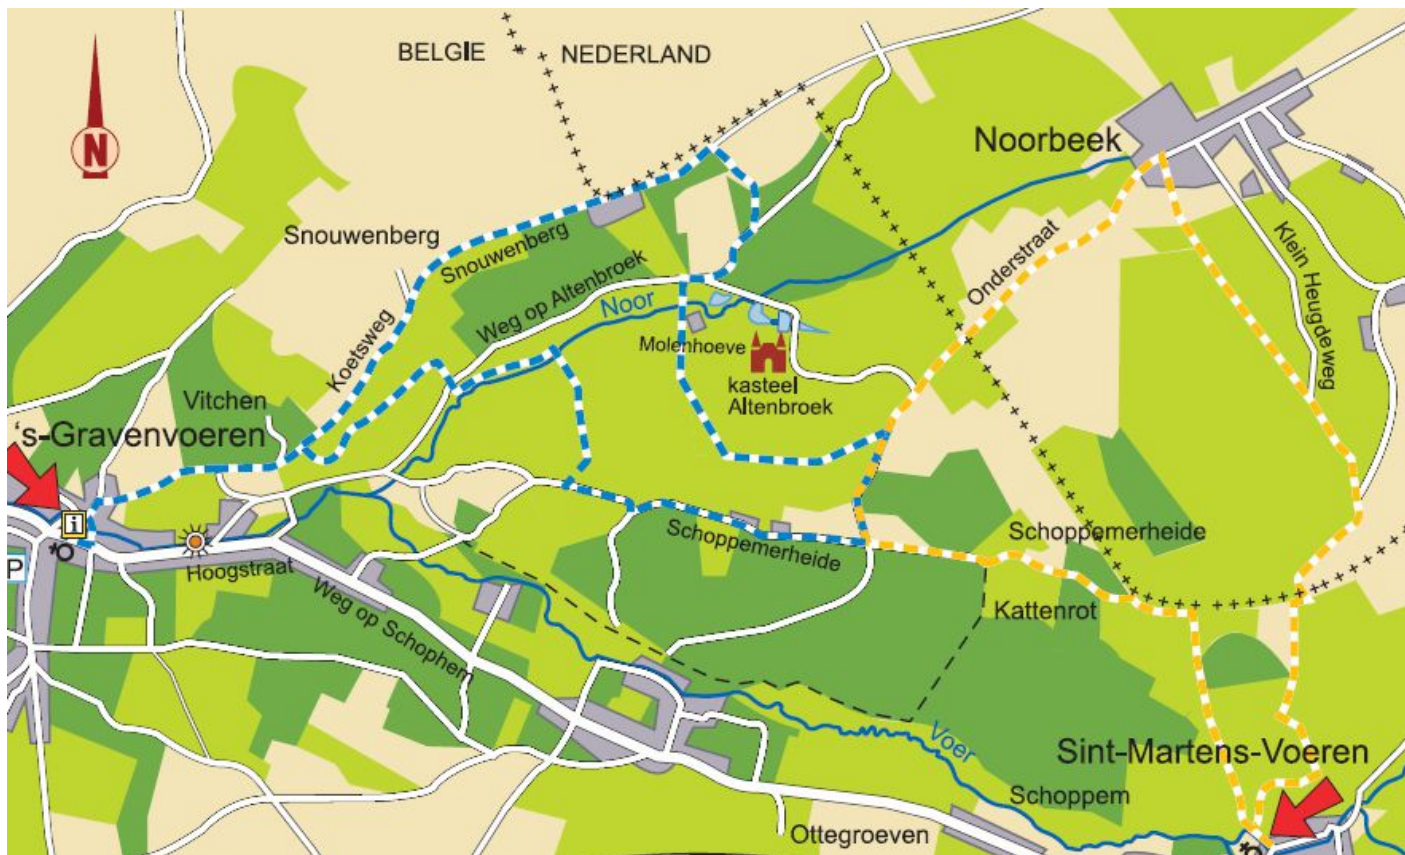 BELGIE
NEDERLAND
N
Noorbeek
Snouwenberg
Snouwenberg
Onderstraat
Klein Heugdeweg
Weg op Altenbroek
Noor
Koetsweg
Molenhoeve
kasteel
Altenbroek
Vitchen
's-Gravenvoeren
i
P
Hoogstraat
Schoppemerheide
Schoppemerheide
Weg op Schophem
Kattenrot
Voer
Sint-Martens-Voeren
Schoppem
Ottegroeven